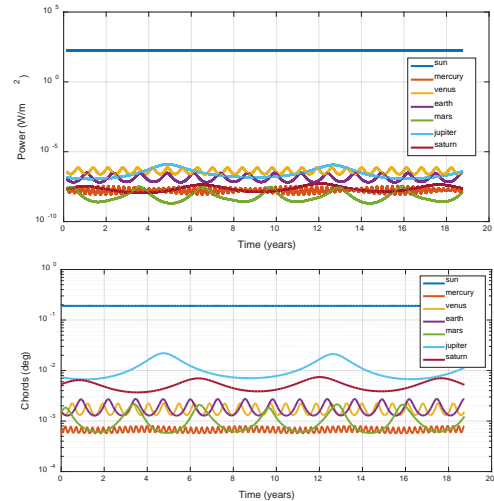 10 5
10 0
10 -5
10 -10
Power (W/m 2 )
0 2 4 6 8 10 12 14 16 18 20
Time (years)
sun
mercury
venus
earth
mars
jupiter
saturn
10 0
10 -1
10 -2
10 -3
10 -4
Chords (deg)
0 2 4 6 8 10 12 14 16 18 20
Time (years)
sun
mercury
venus
earth
mars
jupiter
saturn